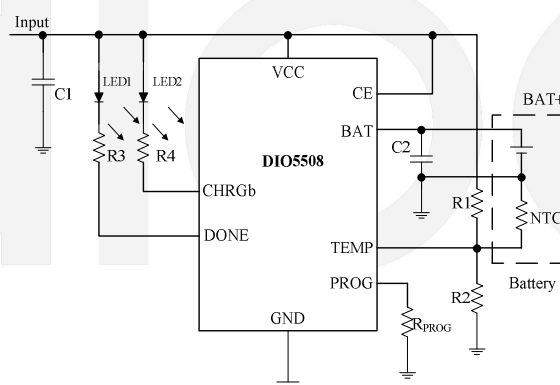 Input
C1
LED1
LED2
R3
R4
VCC
CE
BAT
DIO5508
CHRGb
DONE
TEMP
PROG
GND
C2
R1
R2
RPROG
BAT+
NTC
Battery